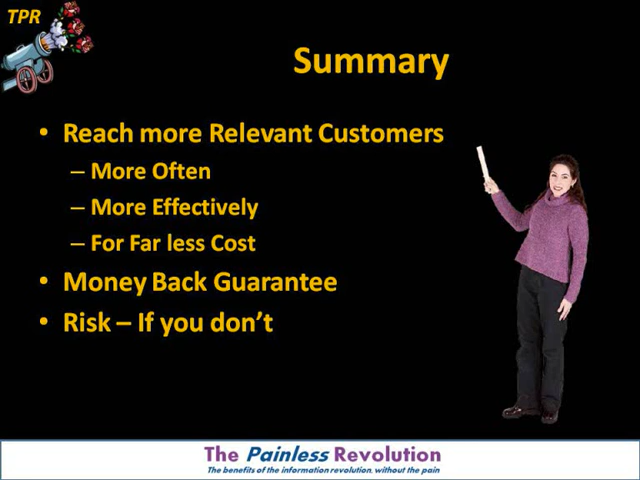 TPR
Summary
• Reach more Relevant Customers
– More Often
– More Effectively
– For Far less Cost
• Money Back Guarantee
• Risk – If you don't
The Painless Revolution
The benefits of the information revolution, without the pain